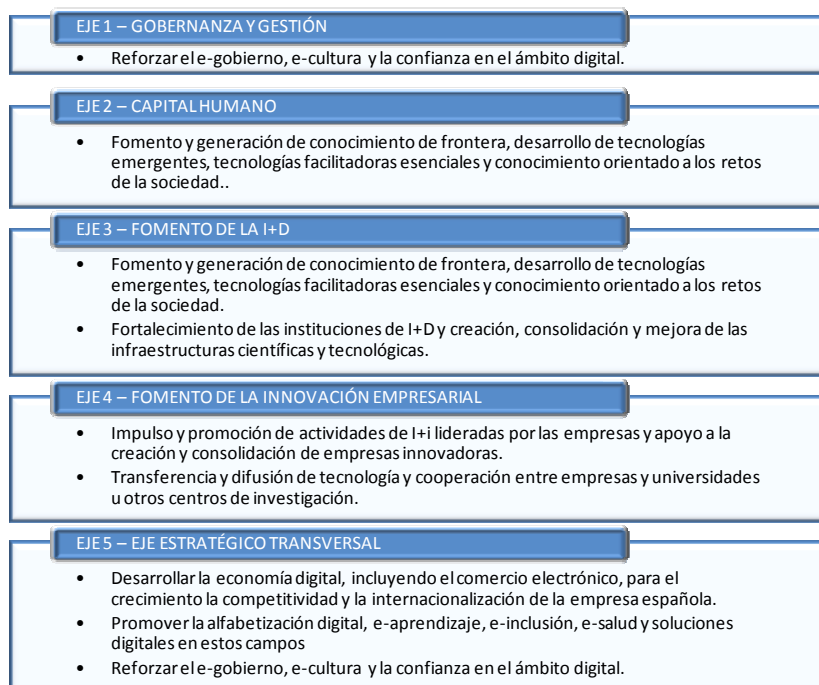 EJE 1 – GOBERNANZA Y GESTIÓN
• Reforzar el e-gobierno, e-cultura y la confianza en el ámbito digital.
EJE 2 – CAPITAL HUMANO
• Fomento y generación de conocimiento de frontera, desarrollo de tecnologías
emergentes, tecnologías facilitadoras esenciales y conocimiento orientado a los retos
de la sociedad..
EJE 3 – FOMENTO DE LA I+D
• Fomento y generación de conocimiento de frontera, desarrollo de tecnologías
emergentes, tecnologías facilitadoras esenciales y conocimiento orientado a los retos
de la sociedad.
• Fortalecimiento de las instituciones de I+D y creación, consolidación y mejora de las
infraestructuras científicas y tecnológicas.
EJE 4 – FOMENTO DE LA INNOVACIÓN EMPRESARIAL
• Impulso y promoción de actividades de I+i lideradas por las empresas y apoyo a la
creación y consolidación de empresas innovadoras.
• Transferencia y difusión de tecnología y cooperación entre empresas y universidades
u otros centros de investigación.
EJE 5 – EJE ESTRATÉGICO TRANSVERSAL
• Desarrollar la economía digital, incluyendo el comercio electrónico, para el
crecimiento la competitividad y la internacionalización de la empresa española.
• Promover la alfabetización digital, e-aprendizaje, e-inclusión, e-salud y soluciones
digitales en estos campos
• Reforzar el e-gobierno, e-cultura y la confianza en el ámbito digital.